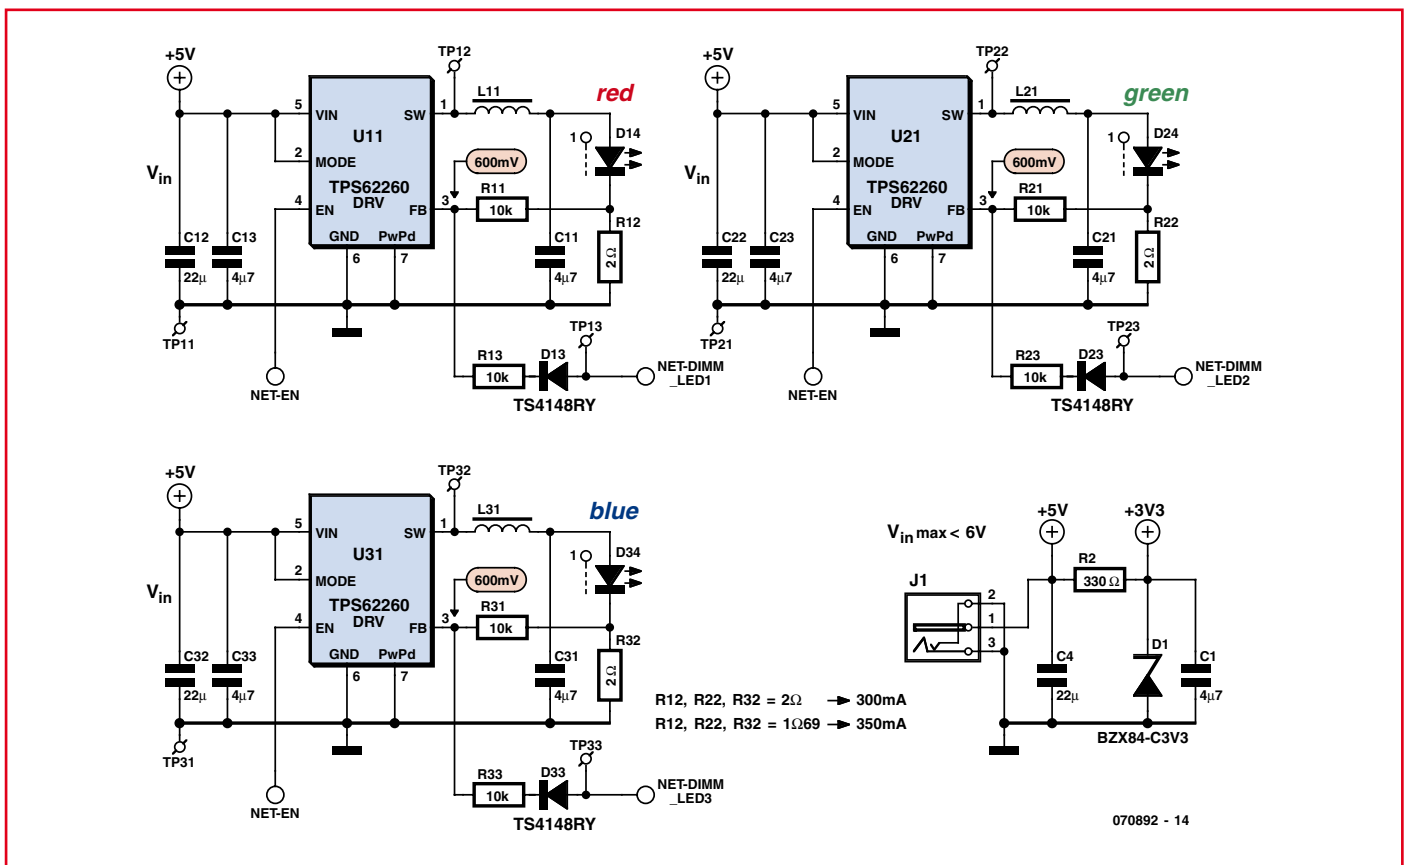 +5V
TP12
L11
red
5
VIN
SW
1
U11
D14
1
2
MODE
600mV
Vin
TPS62260
DRV
4
EN
FB
3
R11
10k
R12
2Ω
GND
PwPd
6
7
C12
22µ
C13
4µ7
C11
4µ7
TP11
TP13
R13
10k
D13
NET-DIMM
_LED1
NET-EN
TS4148RY
+5V
TP22
L21
green
5
VIN
SW
1
U21
D24
1
2
MODE
600mV
Vin
TPS62260
DRV
4
EN
FB
3
R21
10k
R22
2Ω
GND
PwPd
6
7
C22
22µ
C23
4µ7
C21
4µ7
TP21
TP23
R23
10k
D23
NET-DIMM
_LED2
NET-EN
TS4148RY
+5V
TP32
L31
blue
5
VIN
SW
1
U31
D34
1
2
MODE
600mV
Vin
TPS62260
DRV
4
EN
FB
3
R31
10k
R32
2Ω
GND
PwPd
6
7
C32
22µ
C33
4µ7
C31
4µ7
TP31
TP33
R33
10k
D33
NET-DIMM
_LED3
NET-EN
TS4148RY
Vin max < 6V
+5V
+3V3
R2
330 Ω
J1
2
1
3
C4
22µ
D1
C1
4µ7
BZX84-C3V3
R12, R22, R32 = 2Ω → 300mA
R12, R22, R32 = 1Ω69 → 350mA
070892 - 14